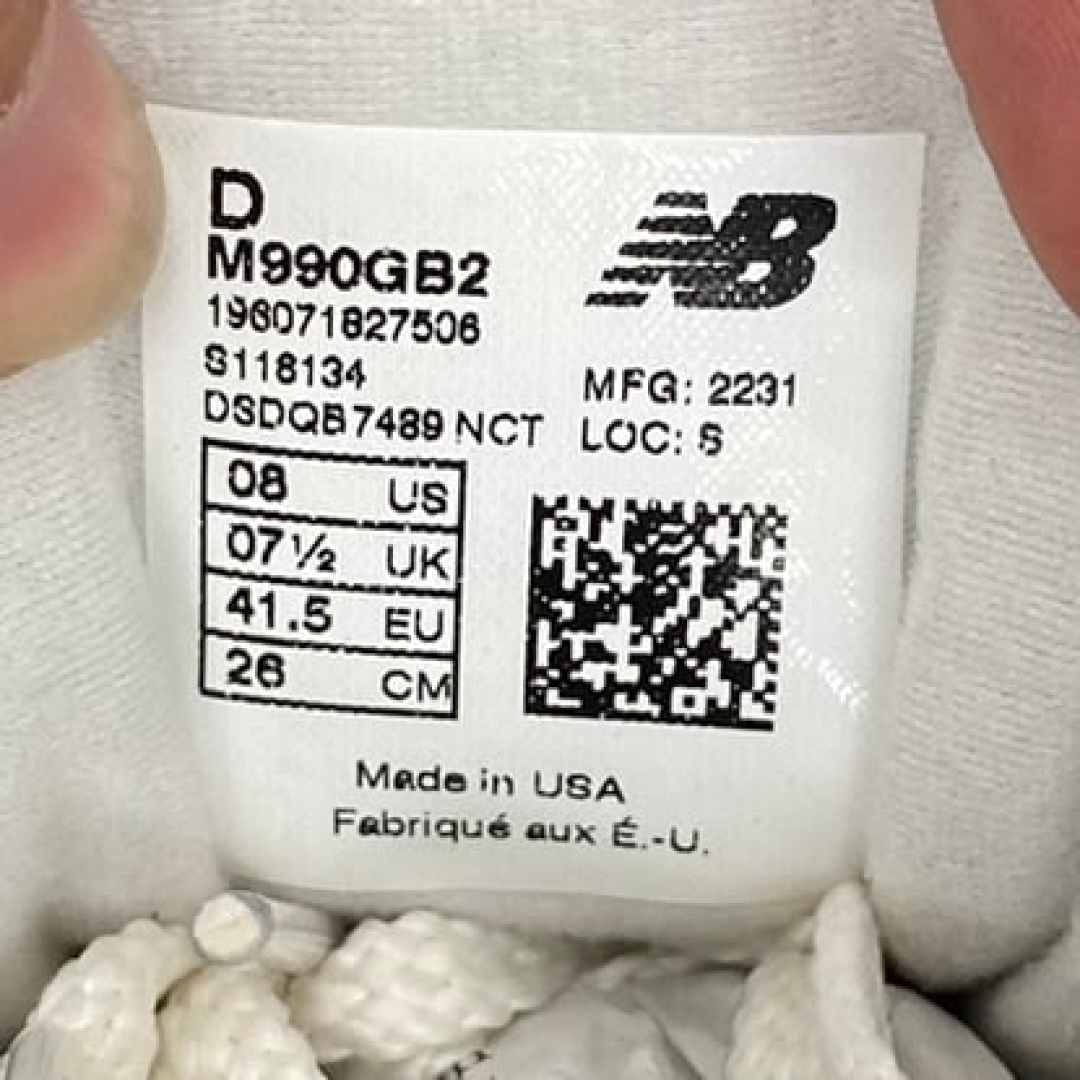 D
M990GB2
NB
196071827506
S118134
MFG: 2231
DSDQB7489 NCT
LOC: S
08 US
07½ UK
41.5 EU
26 CM
Made in USA
Fabriqué aux É.-U.